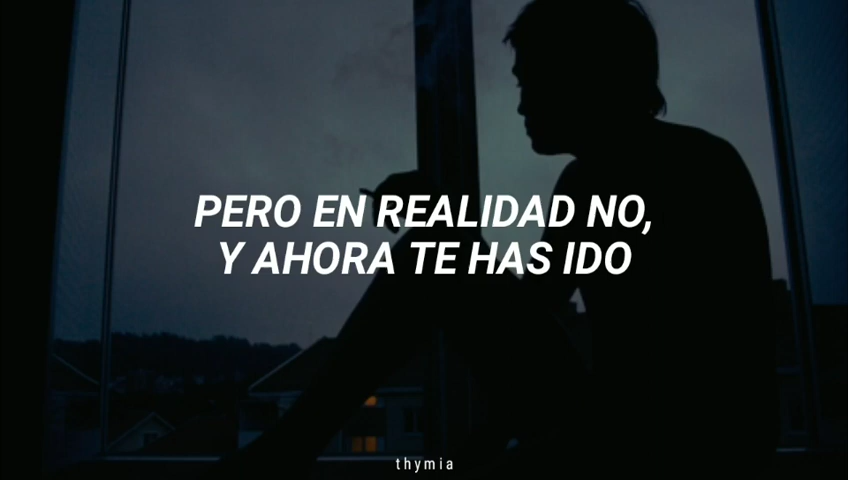 PERO EN REALIDAD NO,
Y AHORA TE HAS IDO
thymia